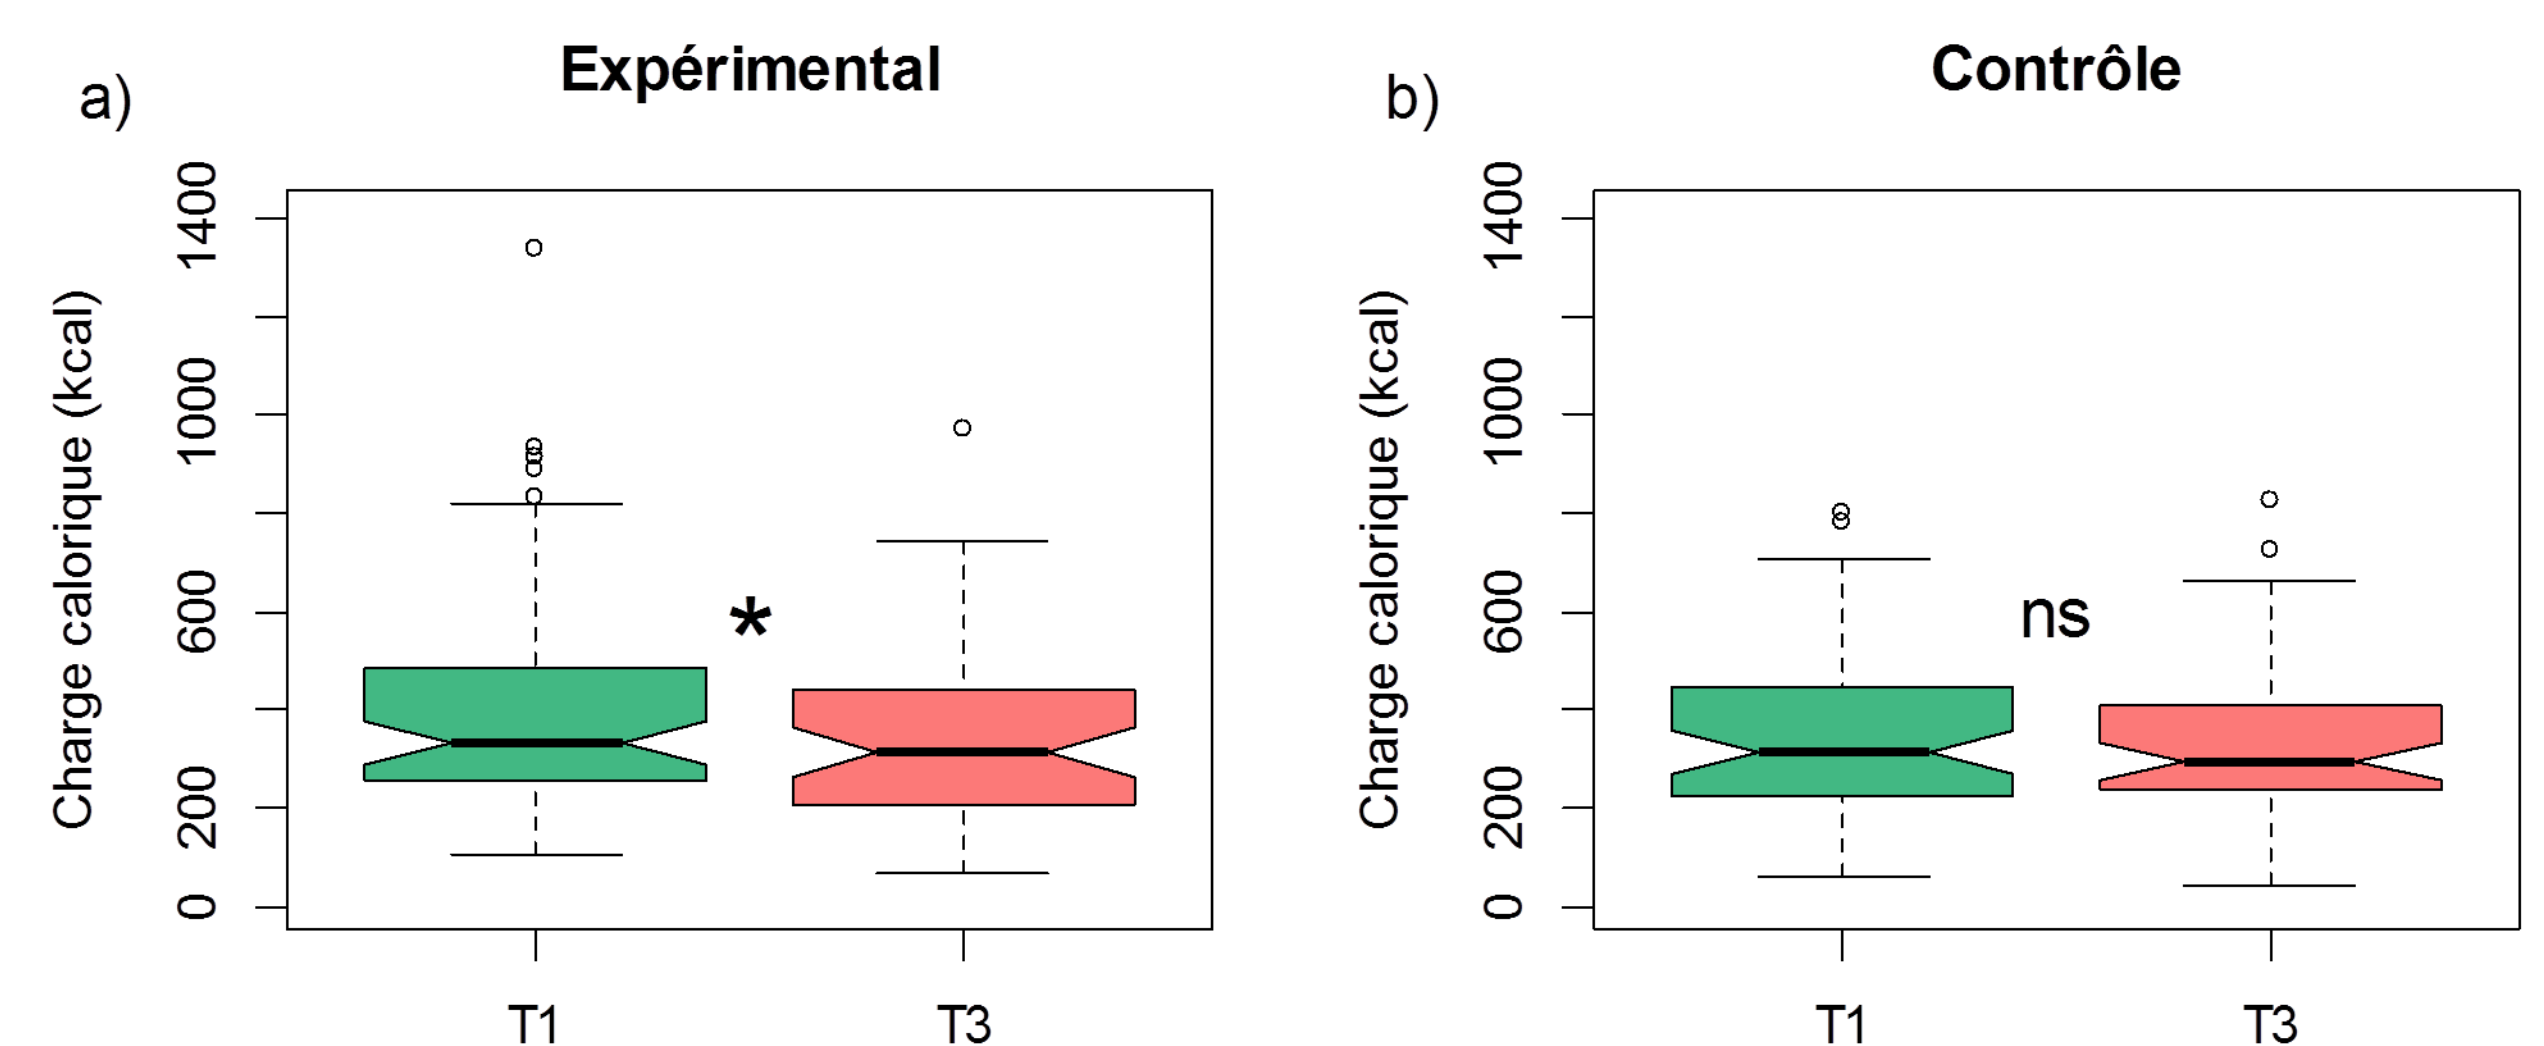 a)
Expérimental
Charge calorique (kcal)
1400
1000
600
200
0
*
T1
T3
b)
Contrôle
Charge calorique (kcal)
1400
1000
600
200
0
ns
T1
T3